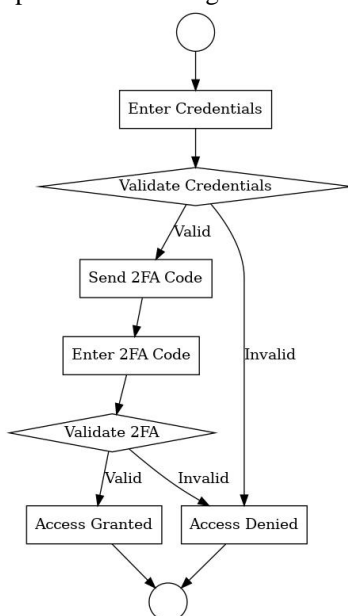 Enter Credentials
Validate Credentials
Valid
Send 2FA Code
Enter 2FA Code
Invalid
Validate 2FA
Valid
Invalid
Access Granted
Access Denied